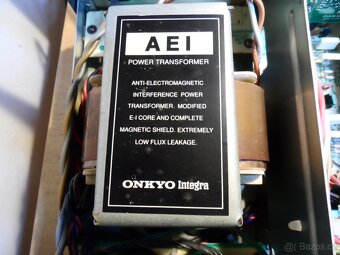 AEI
POWER TRANSFORMER
ANTI-ELECTROMAGNETIC
INTERFERENCE POWER
TRANSFORMER. MODIFIED
E-I CORE AND COMPLETE
MAGNETIC SHIELD. EXTREMELY
LOW FLUX LEAKAGE.
ONKYO Integra